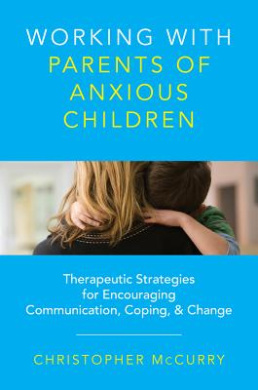 WORKING WITH
PARENTS OF
ANXIOUS
CHILDREN
Therapeutic Strategies
for Encouraging
Communication, Coping, & Change
CHRISTOPHER McCURRY